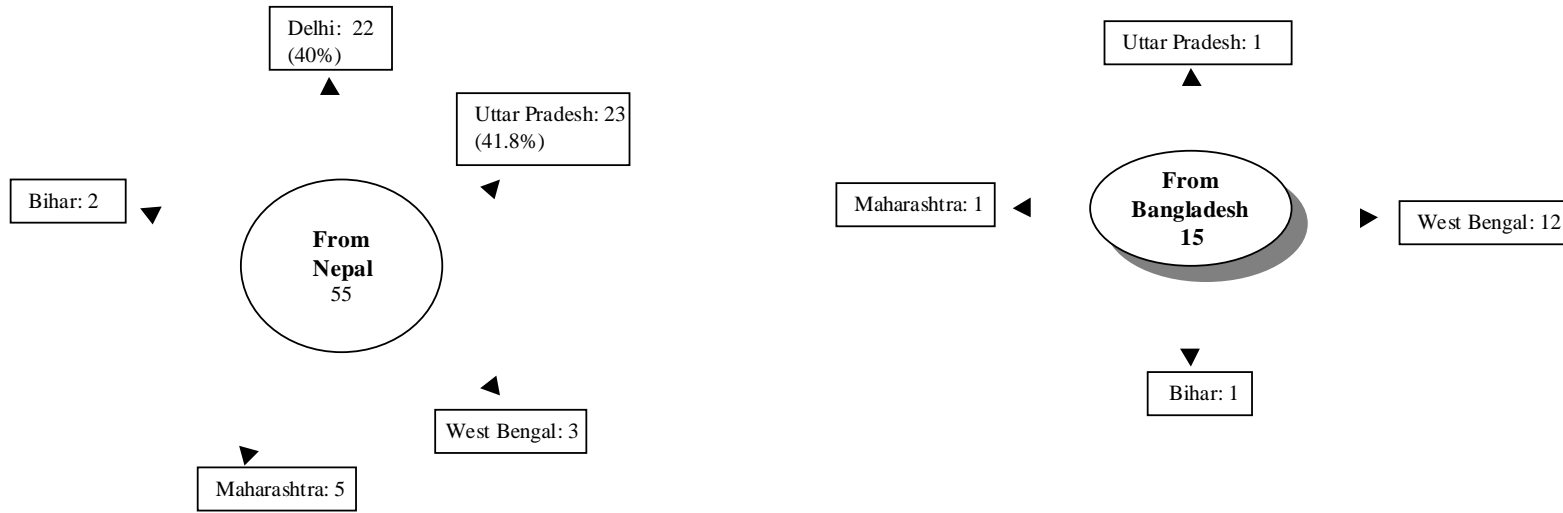 Delhi: 22
(40%)
Uttar Pradesh: 23
(41.8%)
Bihar: 2
From
Nepal
55
West Bengal: 3
Maharashtra: 5
Uttar Pradesh: 1
Maharashtra: 1
From
Bangladesh
15
West Bengal: 12
Bihar: 1